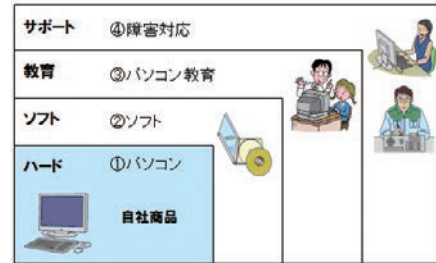 サポート ④障害対応
教育 ③パソコン教育
ソフト ②ソフト
ハード ①パソコン
自社商品